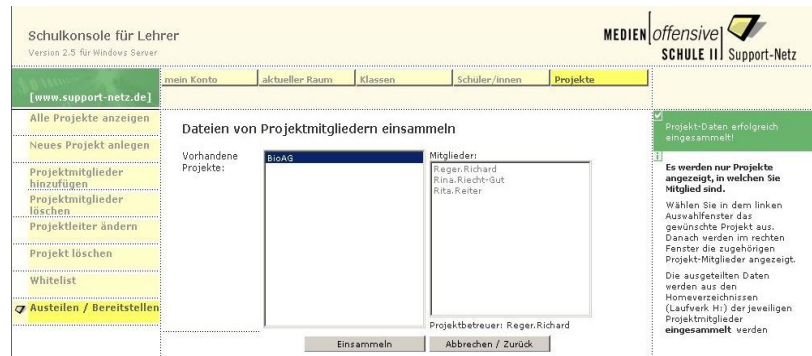 Schulkonsole für Lehrer
Version 2.5 für Windows Server
MEDIEN offensive
SCHULE II Support-Netz
[www.support-netz.de]
mein Konto
aktueller Raum
Klassen
Schüler/innen
Projekte
Alle Projekte anzeigen
Neues Projekt anlegen
Projektmitglieder
hinzufügen
Projektmitglieder
löschen
Projektleiter ändern
Projekt löschen
Whitelist
Austeilen / Bereitstellen
Dateien von Projektmitgliedern einsammeln
Vorhandene
Projekte:
BioAG
Mitglieder:
Reger.Richard
Rina.Riecht-Gut
Rita.Reiter
Projektbetreuer: Reger.Richard
Einsammeln
Abbrechen / Zurück
Projekt-Daten erfolgreich
eingesammelt!
Es werden nur Projekte
angezeigt, in welchen Sie
Mitglied sind.
Wählen Sie in dem linken
Auswahlfenster das
gewünschte Projekt aus.
Danach werden im rechten
Fenster die zugehörigen
Projekt-Mitglieder angezeigt.
Die ausgeteilten Daten
werden aus den
Homeverzeichnissen
(Laufverk H:) der jeweiligen
Projektmitglieder
eingesammelt werden